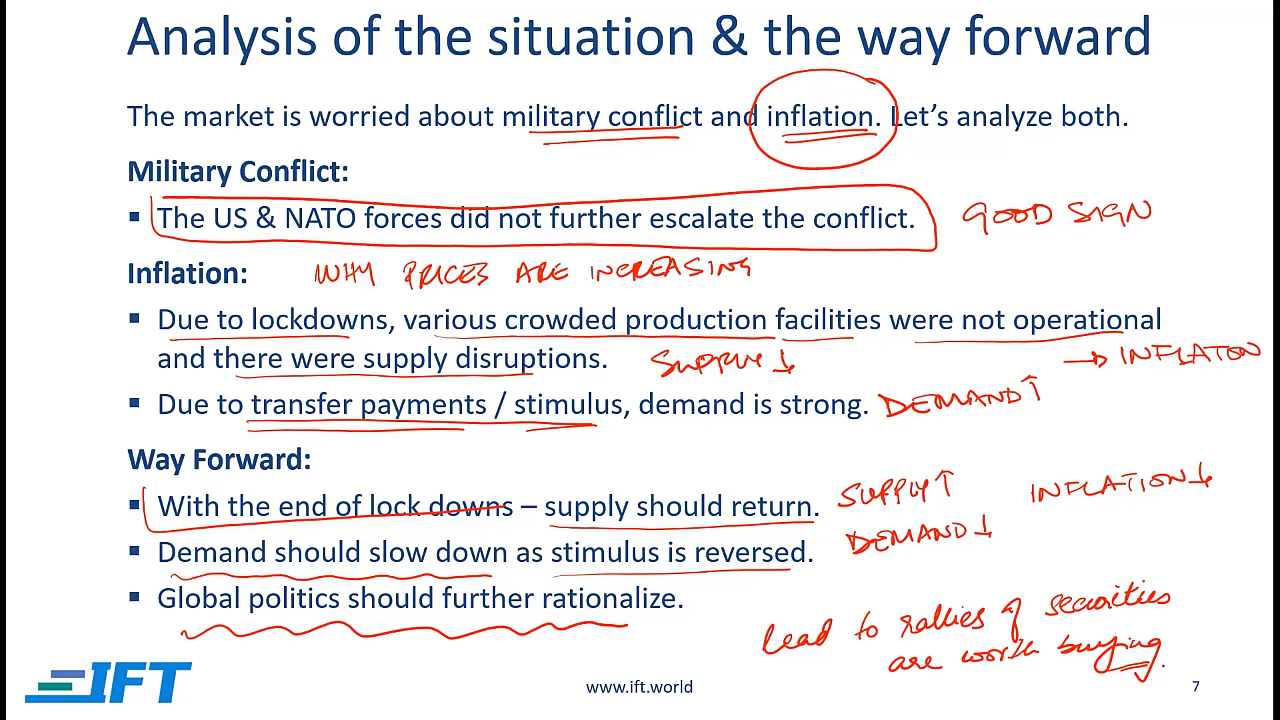 Analysis of the situation & the way forward
The market is worried about military conflict and inflation. Let's analyze both.
Military Conflict:
▪ The US & NATO forces did not further escalate the conflict. GOOD SIGN
Inflation: WHY PRICES ARE INCREASING
▪ Due to lockdowns, various crowded production facilities were not operational
and there were supply disruptions. SUPPLY ↓ → INFLATON
▪ Due to transfer payments / stimulus, demand is strong. DEMAND ↑
Way Forward:
▪ With the end of lock downs – supply should return. SUPPLY ↑ INFLATION ↓
▪ Demand should slow down as stimulus is reversed. DEMAND ↓
▪ Global politics should further rationalize.
lead to rallies of securities
are worth buying.
IFT
www.ift.world
7